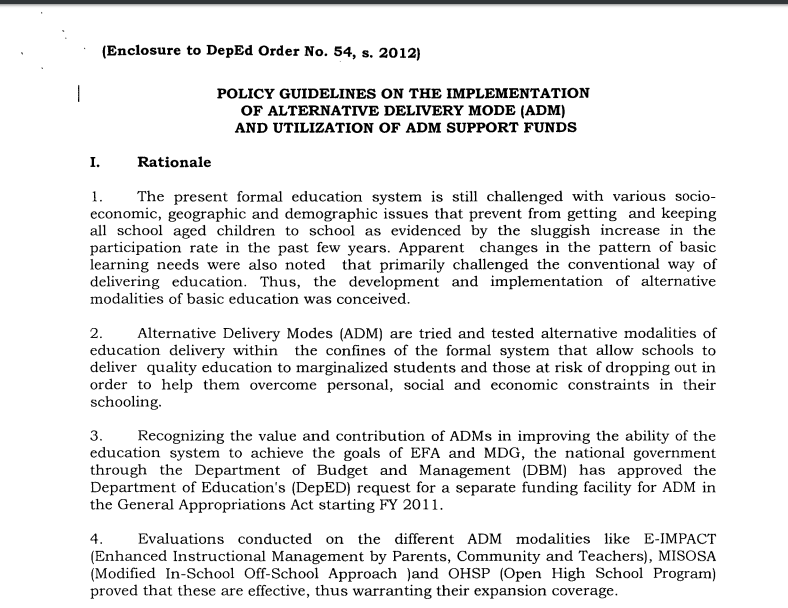 (Enclosure to DepEd Order No. 54, s. 2012)
POLICY GUIDELINES ON THE IMPLEMENTATION
OF ALTERNATIVE DELIVERY MODE (ADM)
AND UTILIZATION OF ADM SUPPORT FUNDS
I. Rationale
1. The present formal education system is still challenged with various socio-
economic, geographic and demographic issues that prevent from getting and keeping
all school aged children to school as evidenced by the sluggish increase in the
participation rate in the past few years. Apparent changes in the pattern of basic
learning needs were also noted that primarily challenged the conventional way of
delivering education. Thus, the development and implementation of alternative
modalities of basic education was conceived.
2. Alternative Delivery Modes (ADM) are tried and tested alternative modalities of
education delivery within the confines of the formal system that allow schools to
deliver quality education to marginalized students and those at risk of dropping out in
order to help them overcome personal, social and economic constraints in their
schooling.
3. Recognizing the value and contribution of ADMs in improving the ability of the
education system to achieve the goals of EFA and MDG, the national government
through the Department of Budget and Management (DBM) has approved the
Department of Education's (DepED) request for a separate funding facility for ADM in
the General Appropriations Act starting FY 2011.
4. Evaluations conducted on the different ADM modalities like E-IMPACT
(Enhanced Instructional Management by Parents, Community and Teachers), MISOSA
(Modified In-School Off-School Approach )and OHSP (Open High School Program)
proved that these are effective, thus warranting their expansion coverage.